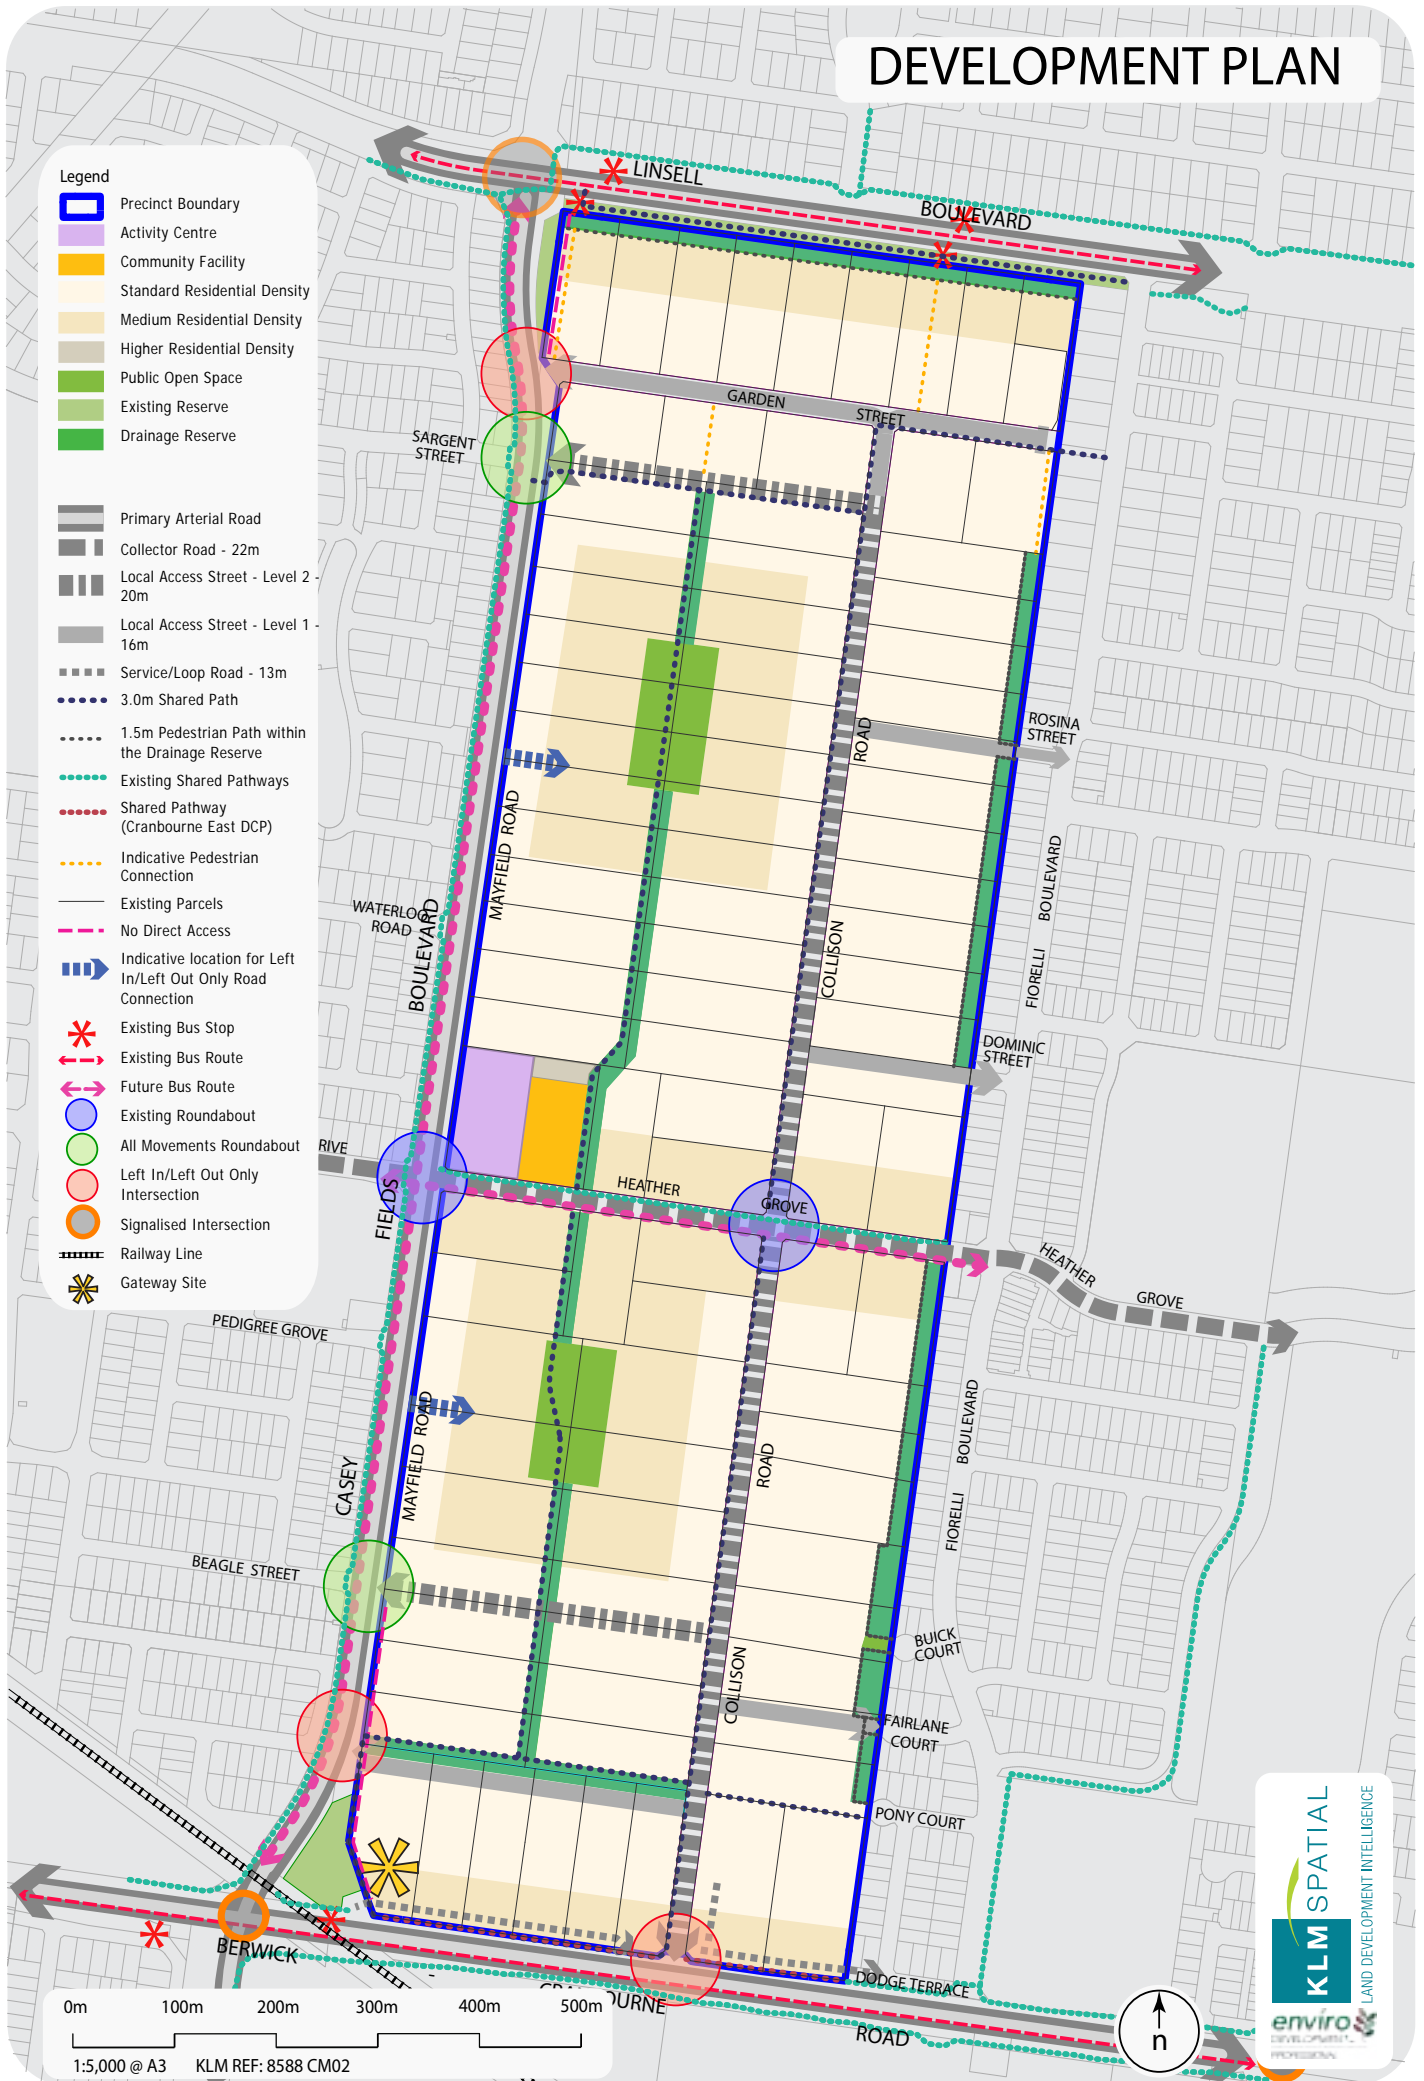 DEVELOPMENT PLAN
Legend
Precinct Boundary
Activity Centre
Community Facility
Standard Residential Density
Medium Residential Density
Higher Residential Density
Public Open Space
Existing Reserve
Drainage Reserve
Primary Arterial Road
Collector Road - 22m
Local Access Street - Level 2 -
20m
Local Access Street - Level 1 -
16m
Service/Loop Road - 13m
3.0m Shared Path
1.5m Pedestrian Path within
the Drainage Reserve
Existing Shared Pathways
Shared Pathway
(Cranbourne East DCP)
Indicative Pedestrian
Connection
Existing Parcels
No Direct Access
Indicative location for Left
In/Left Out Only Road
Connection
Existing Bus Stop
Existing Bus Route
Future Bus Route
Existing Roundabout
All Movements Roundabout
Left In/Left Out Only
Intersection
Signalised Intersection
Railway Line
Gateway Site
LINSELL
BOULEVARD
GARDEN
STREET
SARGENT
STREET
ROSINA
STREET
ROAD
MAYFIELD ROAD
WATERLOO
ROAD
BOULEVARD
BOULEVARD
COLLISON
FIORELLI
DOMINIC
STREET
RIVE
HEATHER
GROVE
FIELDS
HEATHER
GROVE
PEDIGREE GROVE
MAYFIELD ROAD
BOULEVARD
ROAD
CASEY
FIORELLI
BEAGLE STREET
BUICK
COURT
COLLISON
FAIRLANE
COURT
PONY COURT
BERWICK
OURNE
DODGE TERRACE
ROAD
0m 100m 200m 300m 400m 500m
1:5,000 @ A3 KLM REF: 8588 CM02
n
KLM SPATIAL
LAND DEVELOPMENT INTELLIGENCE
enviro